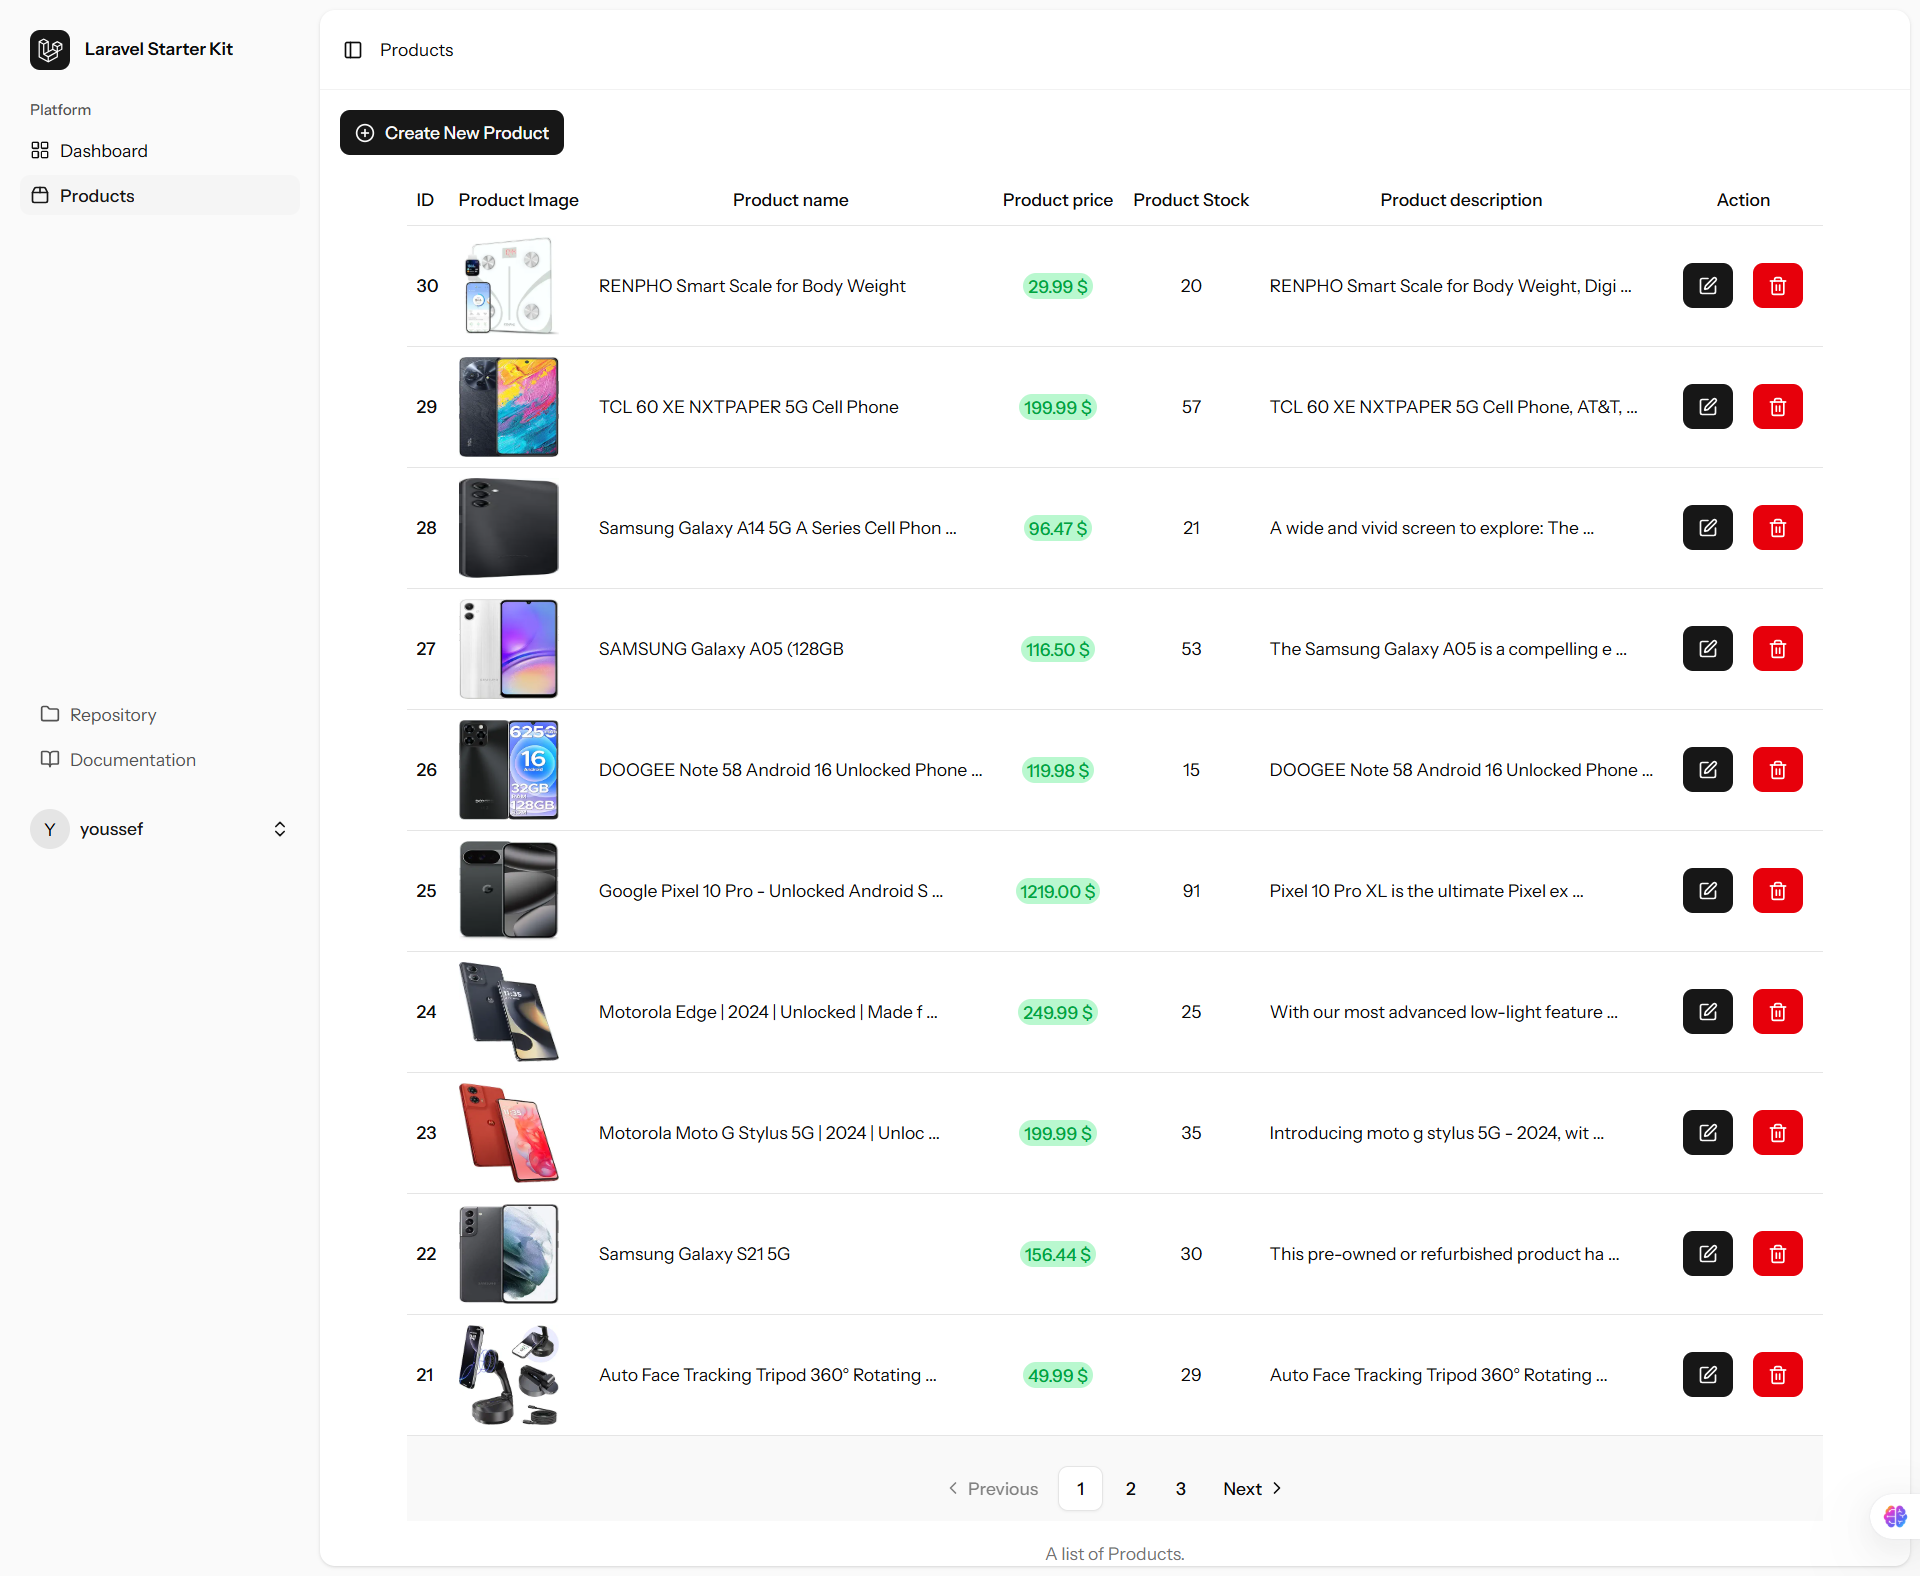 Laravel Starter Kit
Platform
Dashboard
Products
Repository
Documentation
Y youssef
Products
Create New Product
ID Product Image Product name Product price Product Stock Product description Action
30 RENPHO Smart Scale for Body Weight 29.99 $ 20 RENPHO Smart Scale for Body Weight, Digi ...
29 TCL 60 XE NXTPAPER 5G Cell Phone 199.99 $ 57 TCL 60 XE NXTPAPER 5G Cell Phone, AT&T, ...
28 Samsung Galaxy A14 5G A Series Cell Phon ... 96.47 $ 21 A wide and vivid screen to explore: The ...
27 SAMSUNG Galaxy A05 (128GB 116.50 $ 53 The Samsung Galaxy A05 is a compelling e ...
625G
16
Android
32GB
RAM
128GB
26 DOOGEE Note 58 Android 16 Unlocked Phone ... 119.98 $ 15 DOOGEE Note 58 Android 16 Unlocked Phone ...
25 Google Pixel 10 Pro - Unlocked Android S ... 1219.00 $ 91 Pixel 10 Pro XL is the ultimate Pixel ex ...
11:35
24 Motorola Edge | 2024 | Unlocked | Made f ... 249.99 $ 25 With our most advanced low-light feature ...
23 Motorola Moto G Stylus 5G | 2024 | Unloc ... 199.99 $ 35 Introducing moto g stylus 5G - 2024, wit ...
22 Samsung Galaxy S21 5G 156.44 $ 30 This pre-owned or refurbished product ha ...
21 Auto Face Tracking Tripod 360° Rotating ... 49.99 $ 29 Auto Face Tracking Tripod 360° Rotating ...
Previous 1 2 3 Next
A list of Products.